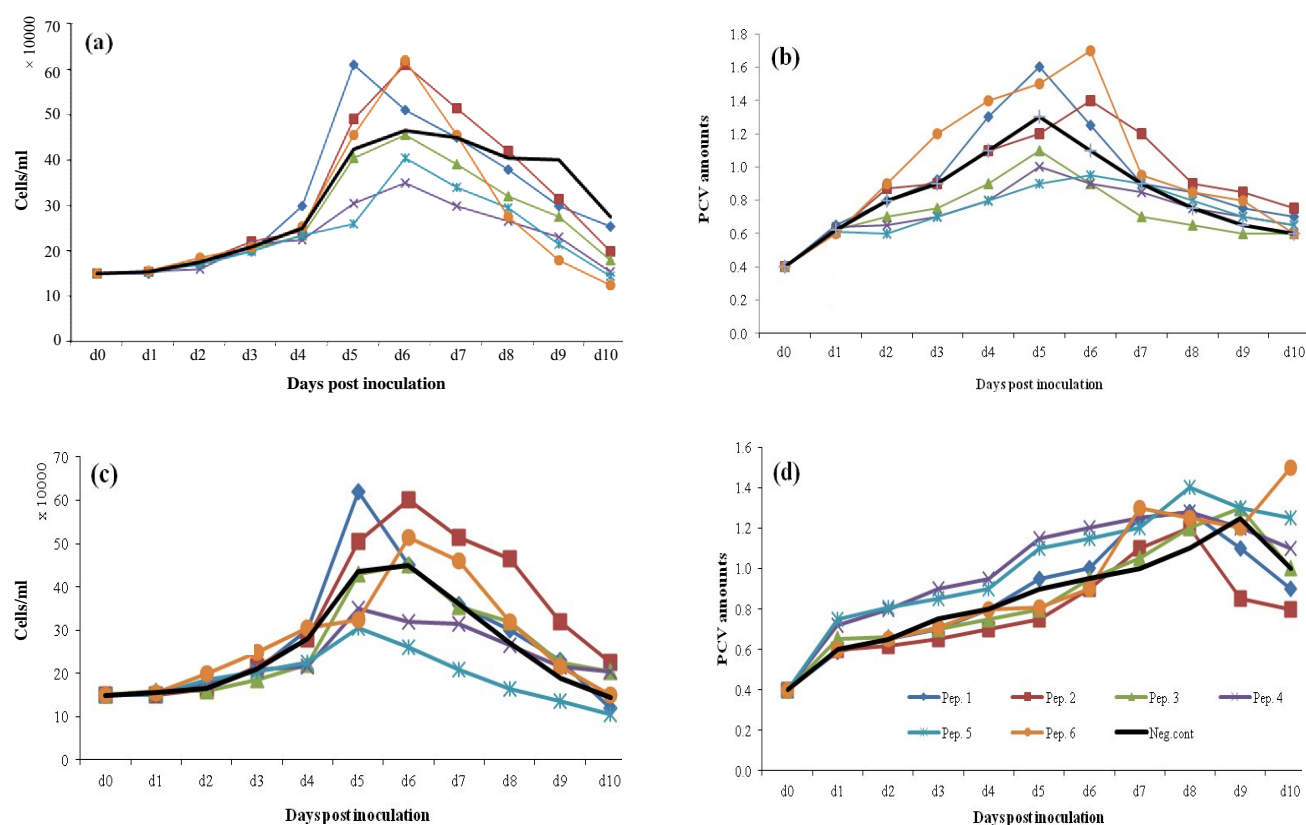 (a)
× 10000
Cells/ml
70
60
50
40
30
20
10
0
d0 d1 d2 d3 d4 d5 d6 d7 d8 d9 d10
Days post inoculation
(b)
PCV amounts
1.8
1.6
1.4
1.2
1.0
0.8
0.6
0.4
0.2
0.0
d0 d1 d2 d3 d4 d5 d6 d7 d8 d9 d10
Days post inoculation
(c)
x 10000
Cells/ml
70
60
50
40
30
20
10
0
d0 d1 d2 d3 d4 d5 d6 d7 d8 d9 d10
Days post inoculation
(d)
PCV amounts
1.6
1.4
1.2
1.0
0.8
0.6
0.4
0.2
0.0
Pep. 1 Pep. 2 Pep. 3 Pep. 4
Pep. 5 Pep. 6 Neg.cont
d0 d1 d2 d3 d4 d5 d6 d7 d8 d9 d10
Days post inoculation